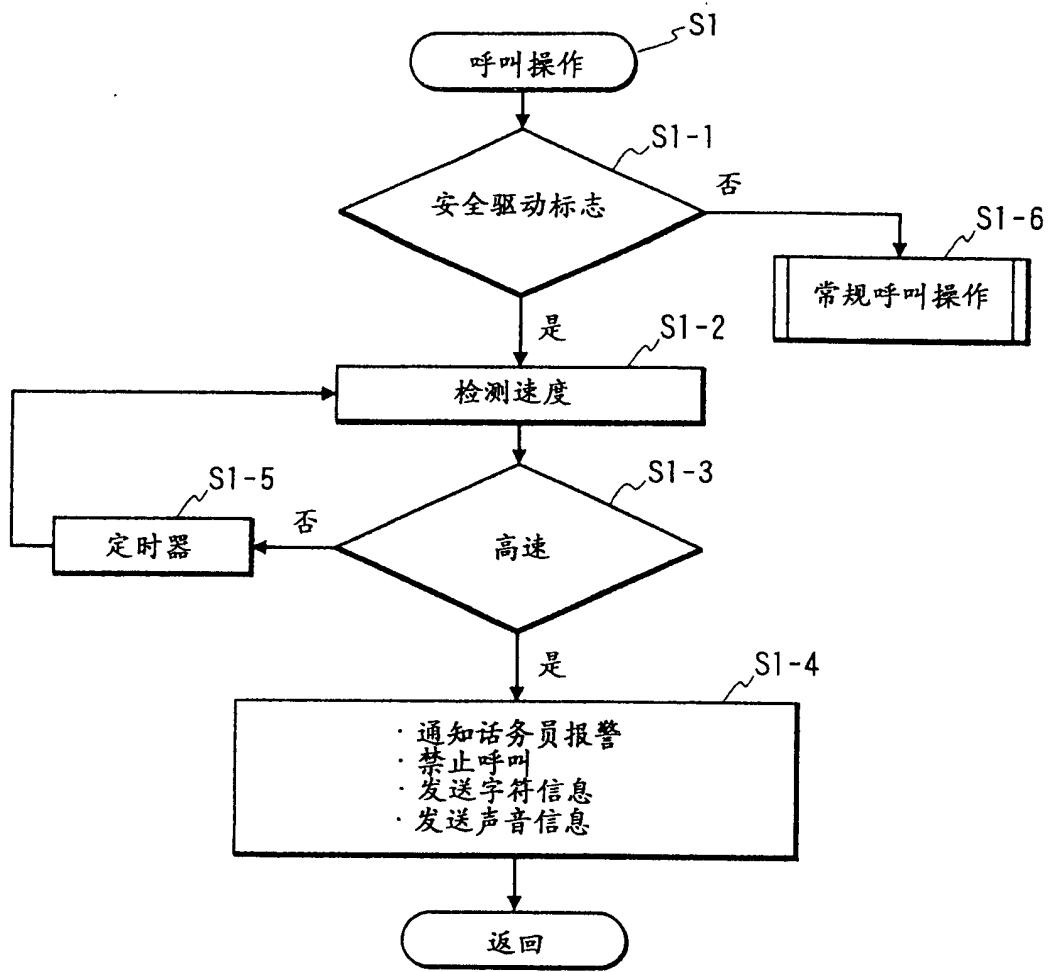 S1
呼叫操作
S1-1
安全驱动标志
否
S1-6
常规呼叫操作
是
S1-2
检测速度
S1-5
否
定时器
S1-3
高速
是
S1-4
·通知话务员报警
·禁止呼叫
·发送字符信息
·发送声音信息
返回